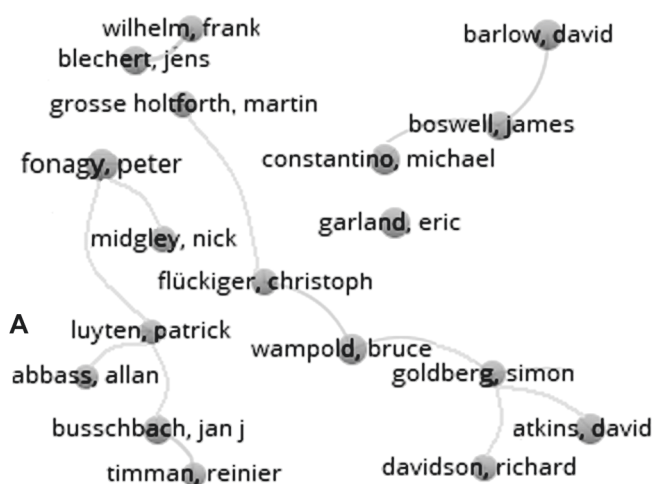 wilhelm, frank
barlow, david
blechert, jens
grosse holtforth, martin
boswell, james
fonagy, peter
constantino, michael
garland, eric
midgley, nick
flückiger, christoph
A
luyten, patrick
wampold, bruce
abbass, allan
goldberg, simon
busschbach, jan j
atkins, david
timman, reinier
davidson, richard